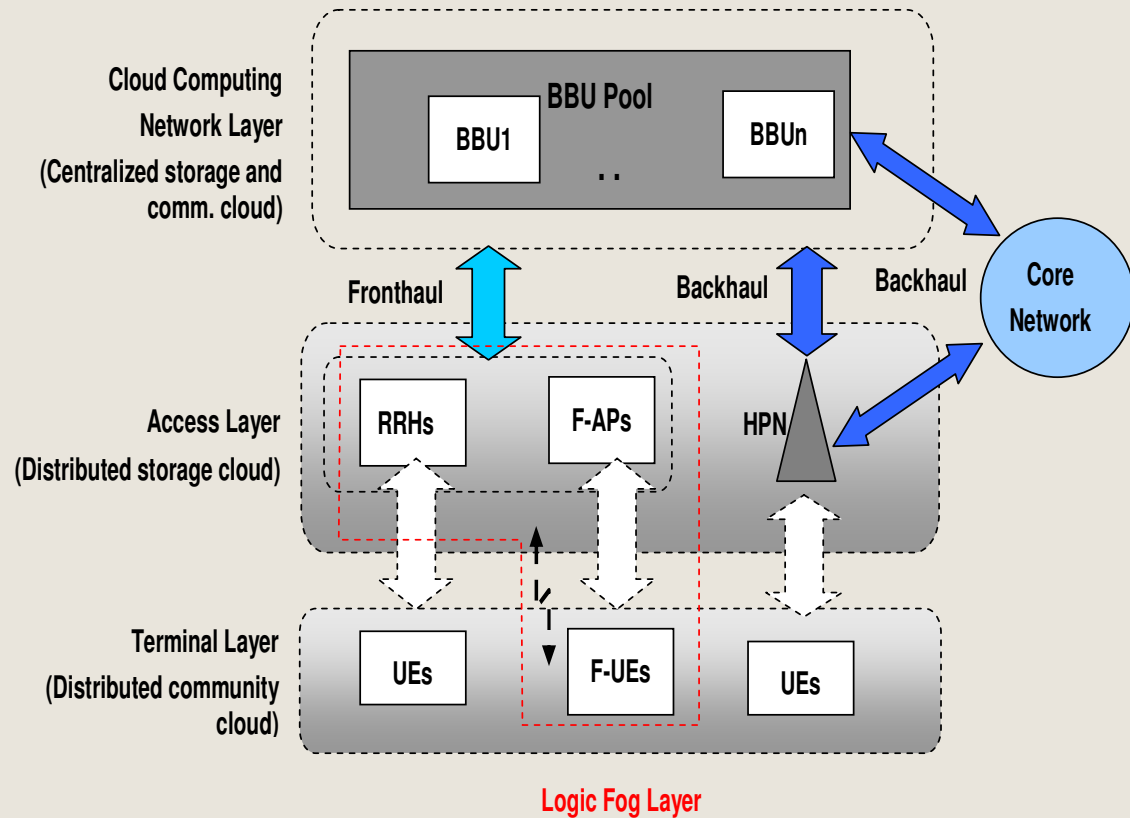 Cloud Computing
Network Layer
(Centralized storage and
comm. cloud)
BBU Pool
BBU1
. .
BBUn
Fronthaul
Backhaul
Backhaul
Core
Network
Access Layer
(Distributed storage cloud)
RRHs
F-APs
HPN
Terminal Layer
(Distributed community
cloud)
UEs
F-UEs
UEs
Logic Fog Layer